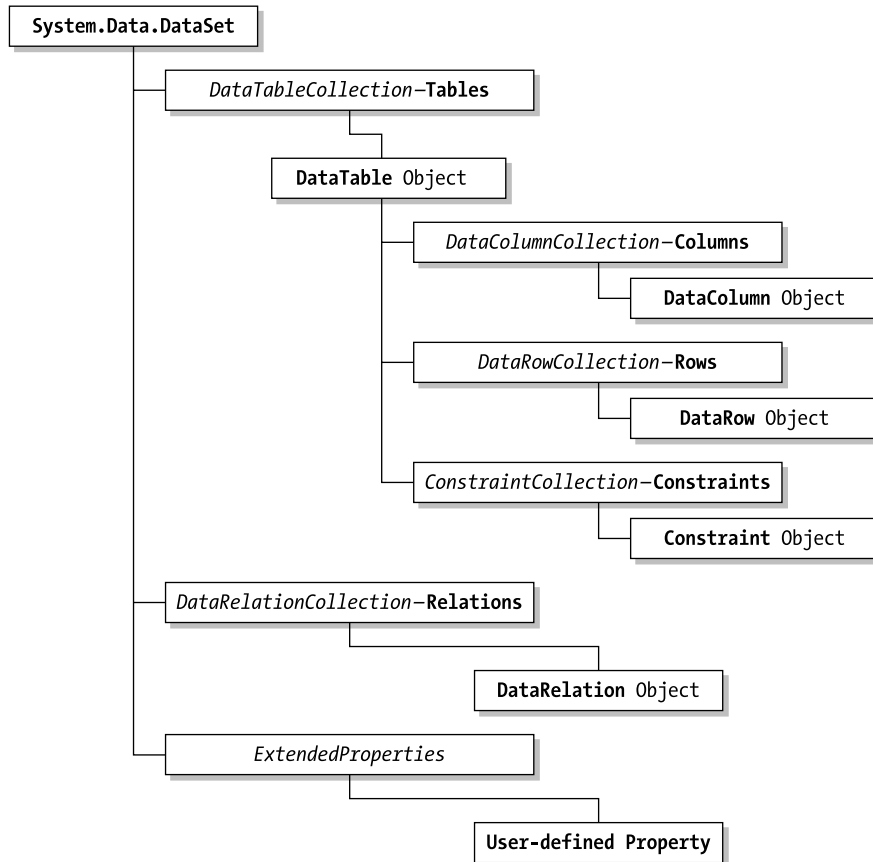 System.Data.DataSet
DataTableCollection–Tables
DataTable Object
DataColumnCollection–Columns
DataColumn Object
DataRowCollection–Rows
DataRow Object
ConstraintCollection–Constraints
Constraint Object
DataRelationCollection–Relations
DataRelation Object
ExtendedProperties
User-defined Property